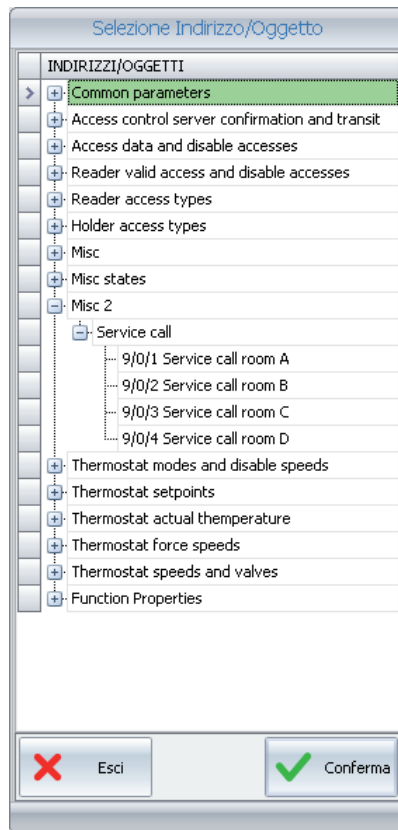 Selezione Indirizzo/Oggetto
INDIRIZZI/OGGETTI
Common parameters
Access control server confirmation and transit
Access data and disable accesses
Reader valid access and disable accesses
Reader access types
Holder access types
Misc
Misc states
Misc 2
Service call
9/0/1 Service call room A
9/0/2 Service call room B
9/0/3 Service call room C
9/0/4 Service call room D
Thermostat modes and disable speeds
Thermostat setpoints
Thermostat actual themperature
Thermostat force speeds
Thermostat speeds and valves
Function Properties
Esci
Conferma